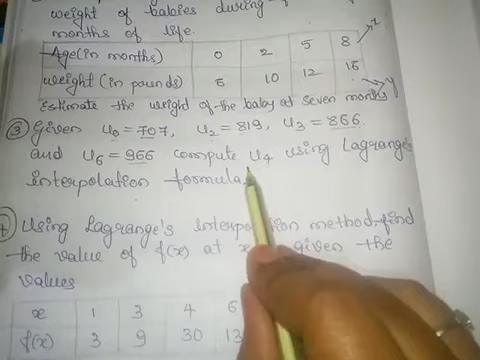 weight of babies during
months of life.
Age(in months) 0 2 5 8 x
weight (in pounds) 6 10 12 16 y
estimate the weight of the baby at seven months
③ Given u₀ = 707, u₂ = 819, u₃ = 866
and u₆ = 966 compute u₄ using Lagrange's
interpolation formula.
Using Lagrange's interpolation method, find
the value of f(x) at x given the
values
x 1 3 4 6
f(x) 3 9 30 13